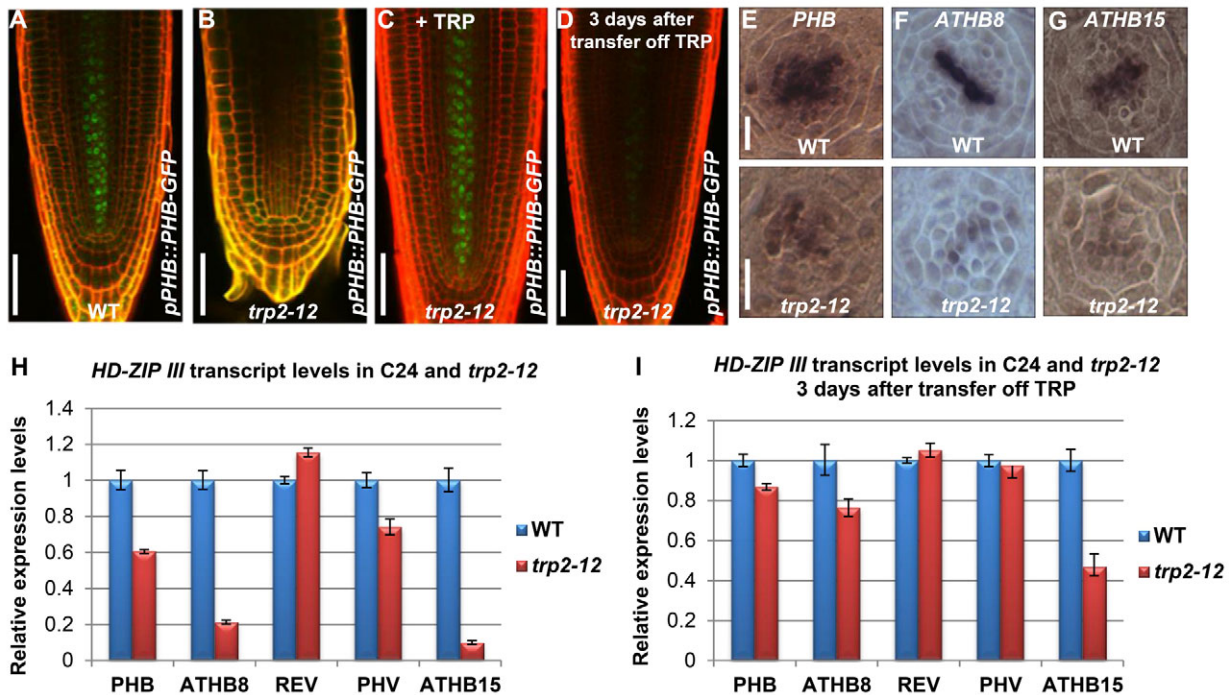 A
WT
pPHB::PHB-GFP
B
trp2-12
pPHB::PHB-GFP
C
+ TRP
trp2-12
pPHB::PHB-GFP
D
3 days after
transfer off TRP
trp2-12
pPHB::PHB-GFP
E
PHB
WT
trp2-12
F
ATHB8
WT
trp2-12
G
ATHB15
WT
trp2-12
H
HD-ZIP III transcript levels in C24 and trp2-12
Relative expression levels
1.4
1.2
1
0.8
0.6
0.4
0.2
0
PHB ATHB8 REV PHV ATHB15
WT
trp2-12
I
HD-ZIP III transcript levels in C24 and trp2-12
3 days after transfer off TRP
Relative expression levels
1.2
1
0.8
0.6
0.4
0.2
0
PHB ATHB8 REV PHV ATHB15
WT
trp2-12